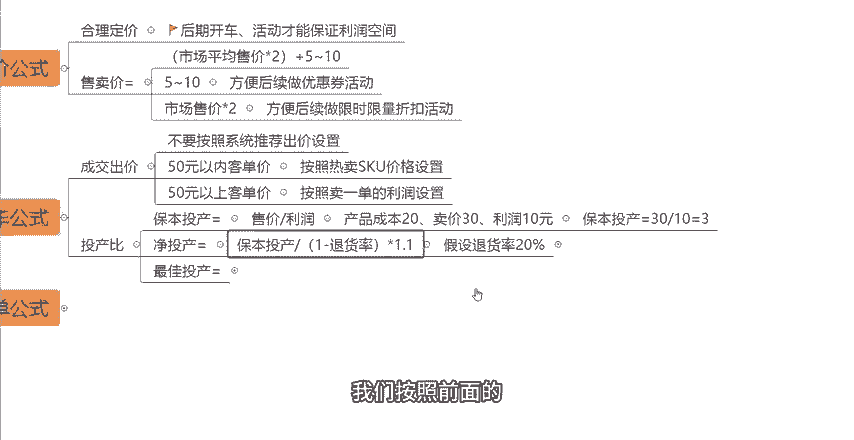 合理定价 后期开车、活动才能保证利润空间
价公式
（市场平均售价*2）+5~10
售卖价= 5~10 方便后续做优惠券活动
市场售价*2 方便后续做限时限量折扣活动
不要按照系统推荐出价设置
成交出价 50元以内客单价 按照热卖SKU价格设置
50元以上客单价 按照卖一单的利润设置
公式
保本投产= 售价/利润 产品成本20、卖价30、利润10元 保本投产=30/10=3
投产比 净投产= 保本投产/（1-退货率）*1.1 假设退货率20%
最佳投产=
单公式
我们按照前面的